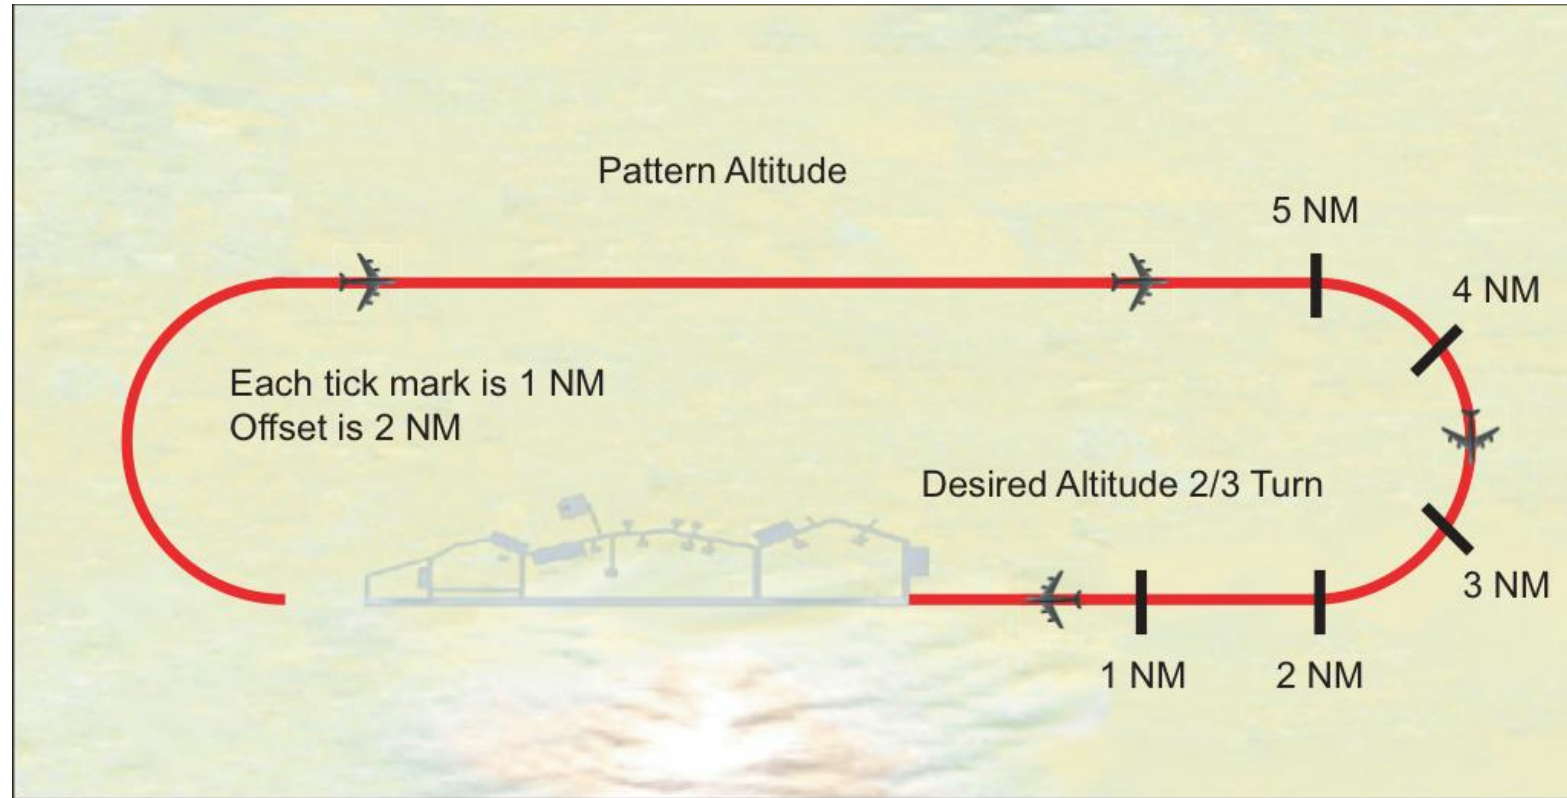 Pattern Altitude
5 NM
4 NM
Each tick mark is 1 NM
Offset is 2 NM
Desired Altitude 2/3 Turn
3 NM
1 NM
2 NM